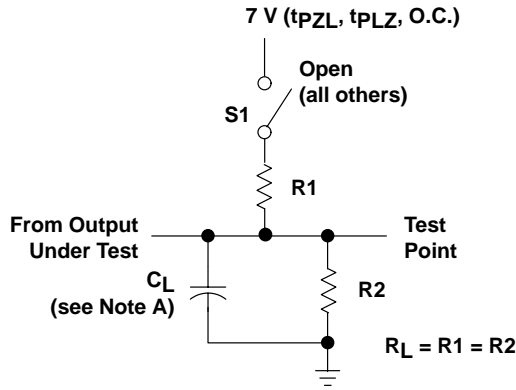 7 V (tPZL, tPLZ, O.C.)
Open
(all others)
S1
R1
From Output
Under Test
Test
Point
CL
(see Note A)
R2
RL = R1 = R2